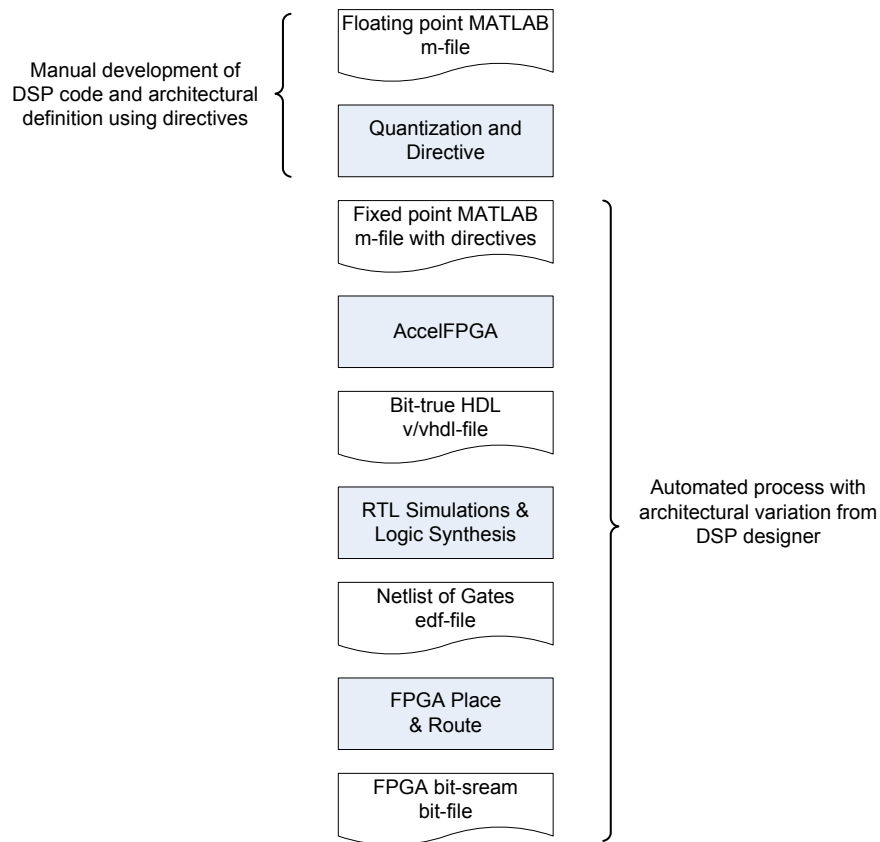 Floating point MATLAB
m-file
Manual development of
DSP code and architectural
definition using directives
Quantization and
Directive
Fixed point MATLAB
m-file with directives
AccelFPGA
Bit-true HDL
v/vhdl-file
RTL Simulations &
Logic Synthesis
Automated process with
architectural variation from
DSP designer
Netlist of Gates
edf-file
FPGA Place
& Route
FPGA bit-sream
bit-file